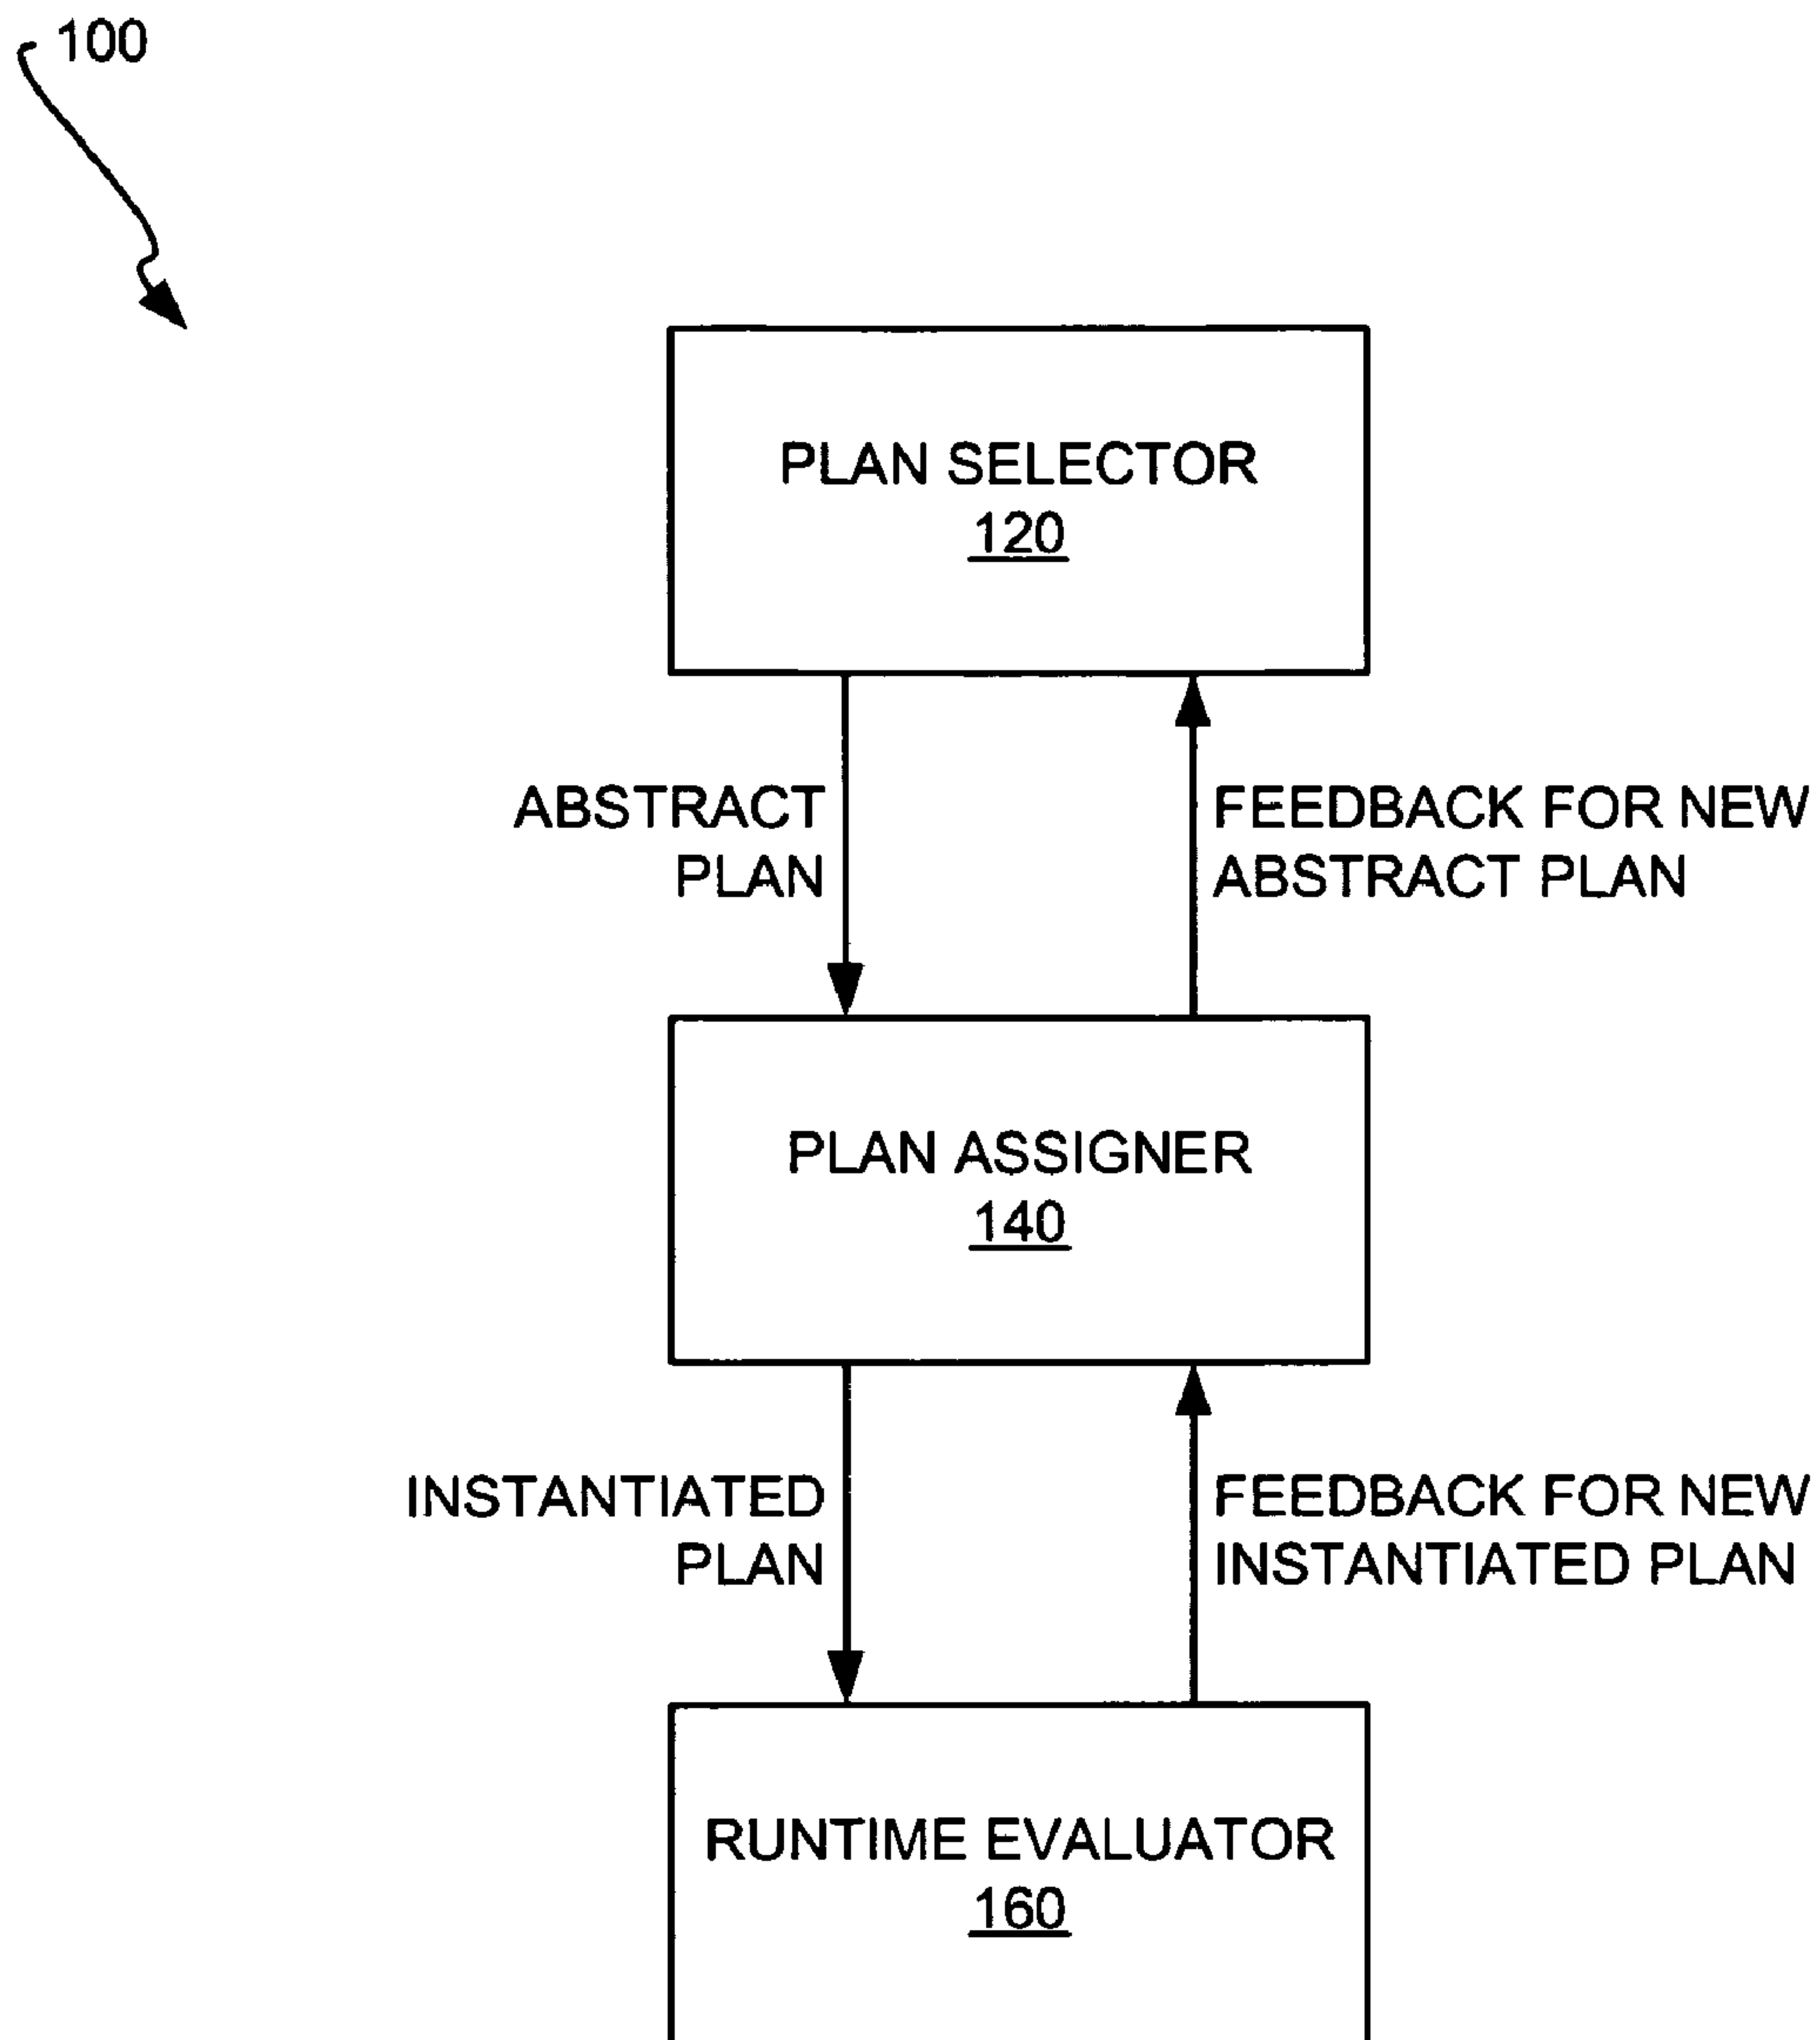 100
PLAN SELECTOR
120
ABSTRACT
PLAN
FEEDBACK FOR NEW
ABSTRACT PLAN
PLAN ASSIGNER
140
INSTANTIATED
PLAN
FEEDBACK FOR NEW
INSTANTIATED PLAN
RUNTIME EVALUATOR
160